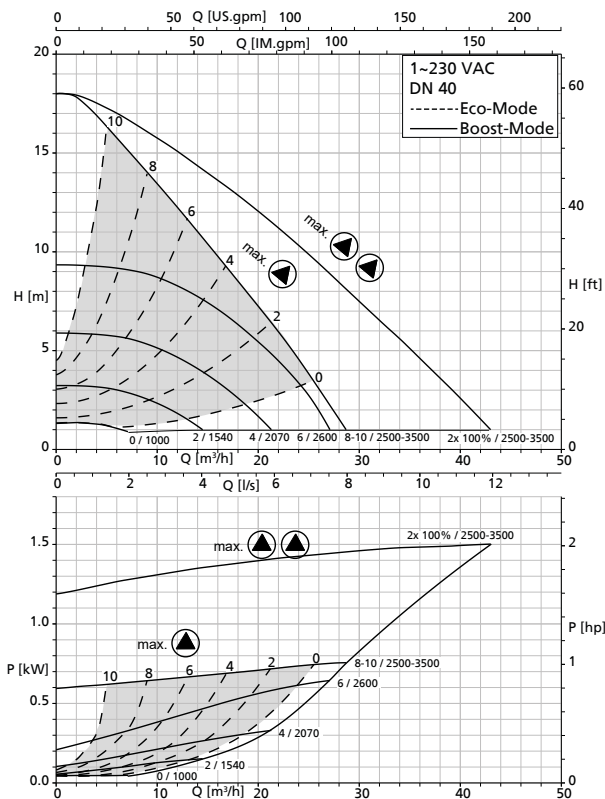 0 50 Q [US.gpm] 100 150 200
0 50 Q [IM.gpm] 100 150
20
15
10
H [m]
5
0
60
40
H [ft]
20
0
1~230 VAC
DN 40
Eco-Mode
Boost-Mode
10
8
6
4
2
0
max.
max.
0 / 1000
2 / 1540
4 / 2070
6 / 2600
8-10 / 2500-3500
2x 100% / 2500-3500
0 10 Q [m³/h] 20 30 40 50
0 2 4 Q [l/s] 6 8 10 12
1.5
1.0
P [kW]
0.5
0.0
2
P [hp]
1
0
max.
2x 100% / 2500-3500
max.
10
8
6
4
2
0
8-10 / 2500-3500
6 / 2600
4 / 2070
2 / 1540
0 / 1000
0 10 Q [m³/h] 20 30 40 50